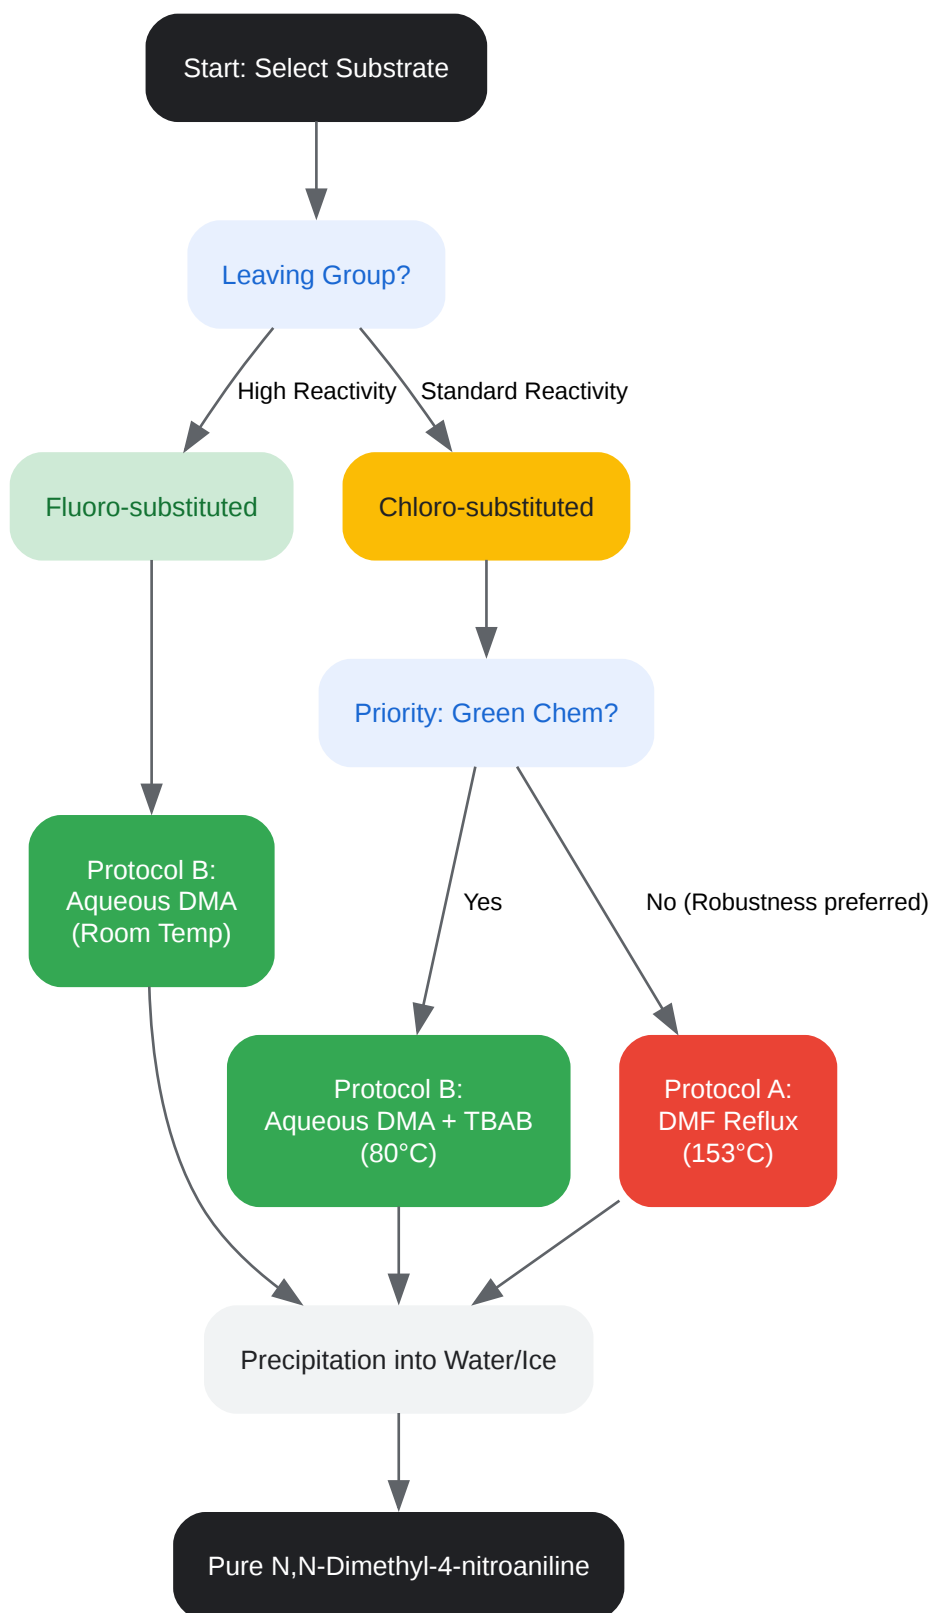 Start: Select Substrate
Leaving Group?
High Reactivity
Standard Reactivity
Fluoro-substituted
Chloro-substituted
Priority: Green Chem?
Protocol B:
Aqueous DMA
(Room Temp)
Yes
No (Robustness preferred)
Protocol B:
Aqueous DMA + TBAB
(80°C)
Protocol A:
DMF Reflux
(153°C)
Precipitation into Water/Ice
Pure N,N-Dimethyl-4-nitroaniline